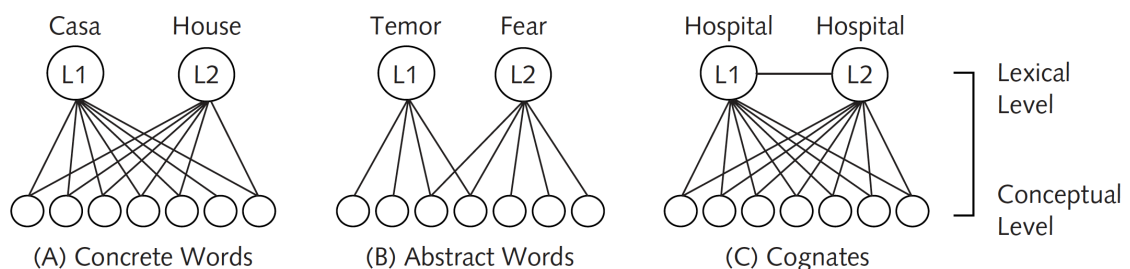 Casa House Temor Fear Hospital Hospital
L1 L2 L1 L2 L1 L2
Lexical
Level
Conceptual
Level
(A) Concrete Words (B) Abstract Words (C) Cognates